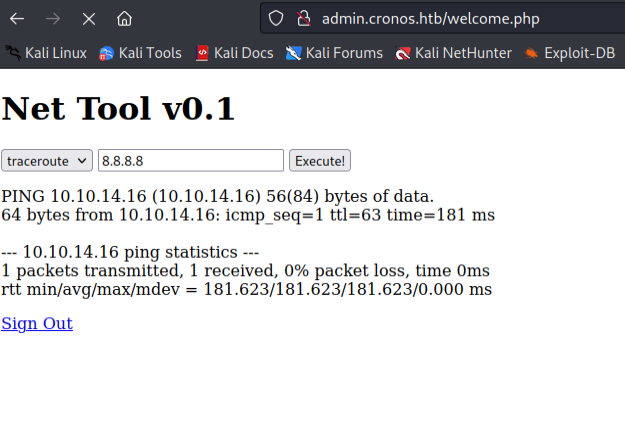 admin.cronos.htb/welcome.php
Kali Linux Kali Tools Kali Docs Kali Forums Kali NetHunter Exploit-DB
Net Tool v0.1
traceroute 8.8.8.8 Execute!
PING 10.10.14.16 (10.10.14.16) 56(84) bytes of data.
64 bytes from 10.10.14.16: icmp_seq=1 ttl=63 time=181 ms
--- 10.10.14.16 ping statistics ---
1 packets transmitted, 1 received, 0% packet loss, time 0ms
rtt min/avg/max/mdev = 181.623/181.623/181.623/0.000 ms
Sign Out